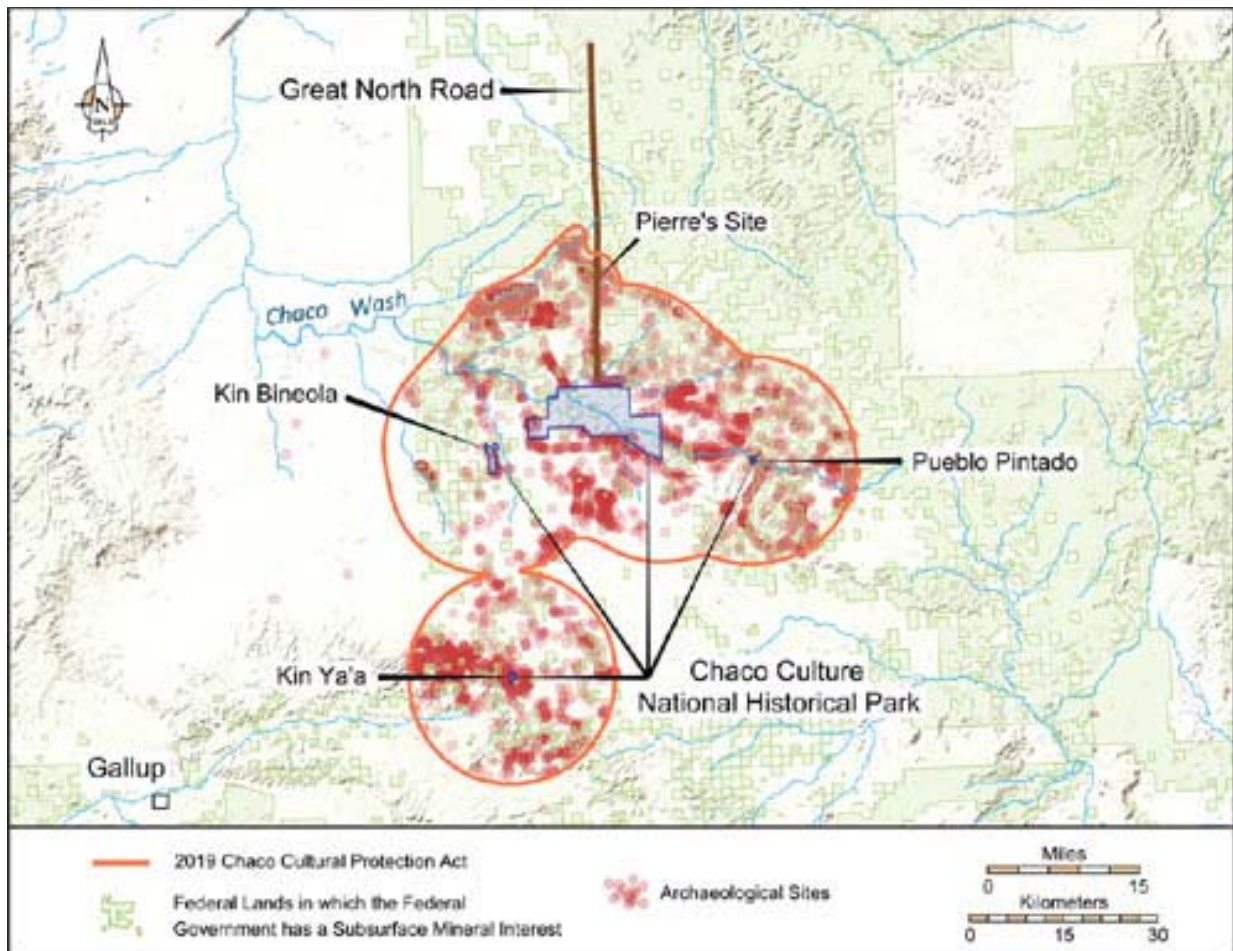 N
Great North Road
Pierre's Site
Chaco Wash
Kin Bineola
Pueblo Pintado
Kin Ya'a
Chaco Culture
National Historical Park
Gallup
2019 Chaco Cultural Protection Act
Federal Lands in which the Federal
Government has a Subsurface Mineral Interest
Archaeological Sites
Miles
0 15
Kilometers
0 15 30